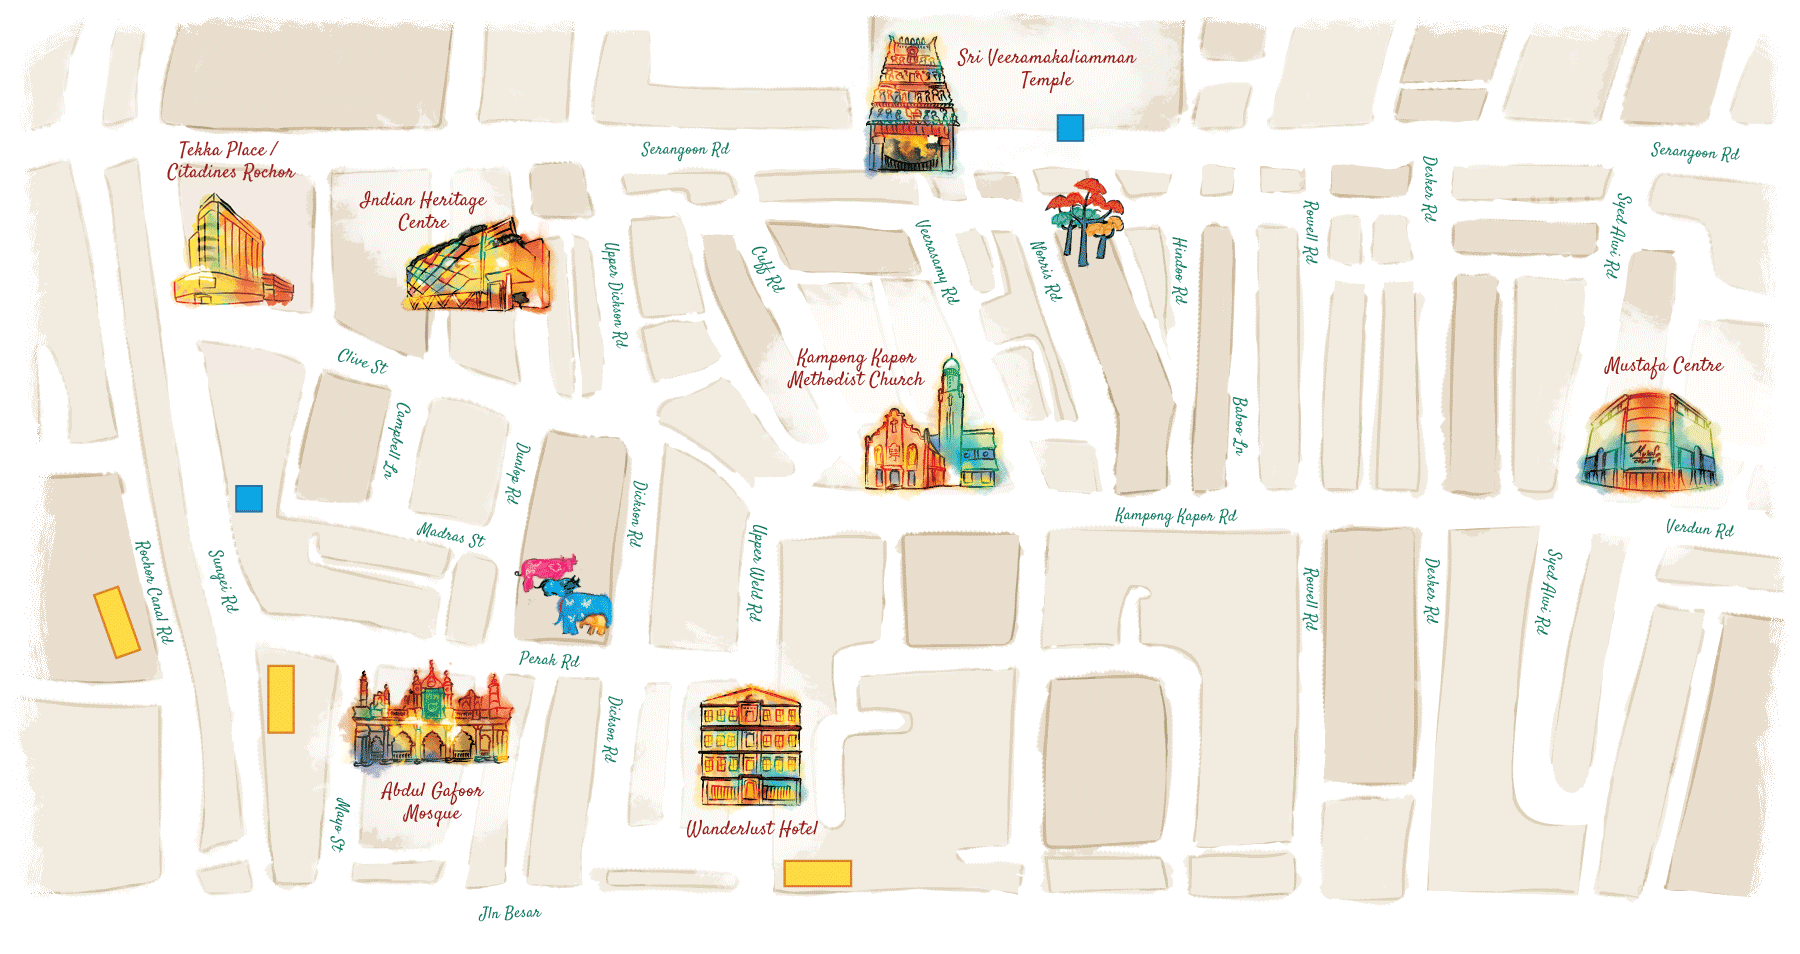 Sri Veeramakaliamman
Temple
Tekka Place /
Citadines Rochor
Serangoon Rd
Serangoon Rd
Indian Heritage
Centre
Desker Rd
Syed Alwi Rd
Rowell Rd
Upper Dickson Rd
Cuff Rd
Veerasamy Rd
Norris Rd
Hindoo Rd
Clive St
Kampong Kapor
Methodist Church
Mustafa Centre
Campbell Ln
Baboo Ln
Dunlop Rd
Dickson Rd
Madras St
Kampong Kapor Rd
Verdun Rd
Rochor Canal Rd
Sungei Rd
Upper Weld Rd
Rowell Rd
Desker Rd
Syed Alwi Rd
Perak Rd
Dickson Rd
Abdul Gafoor
Mosque
Mayo St
Wanderlust Hotel
Jln Besar